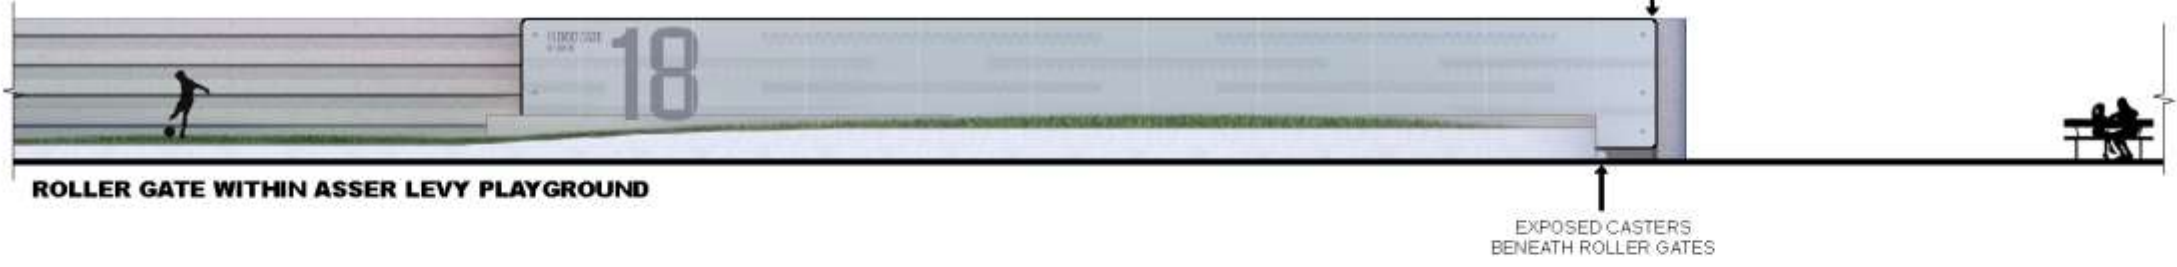 18
ROLLER GATE WITHIN ASSER LEVY PLAYGROUND
EXPOSED CASTERS
BENEATH ROLLER GATES